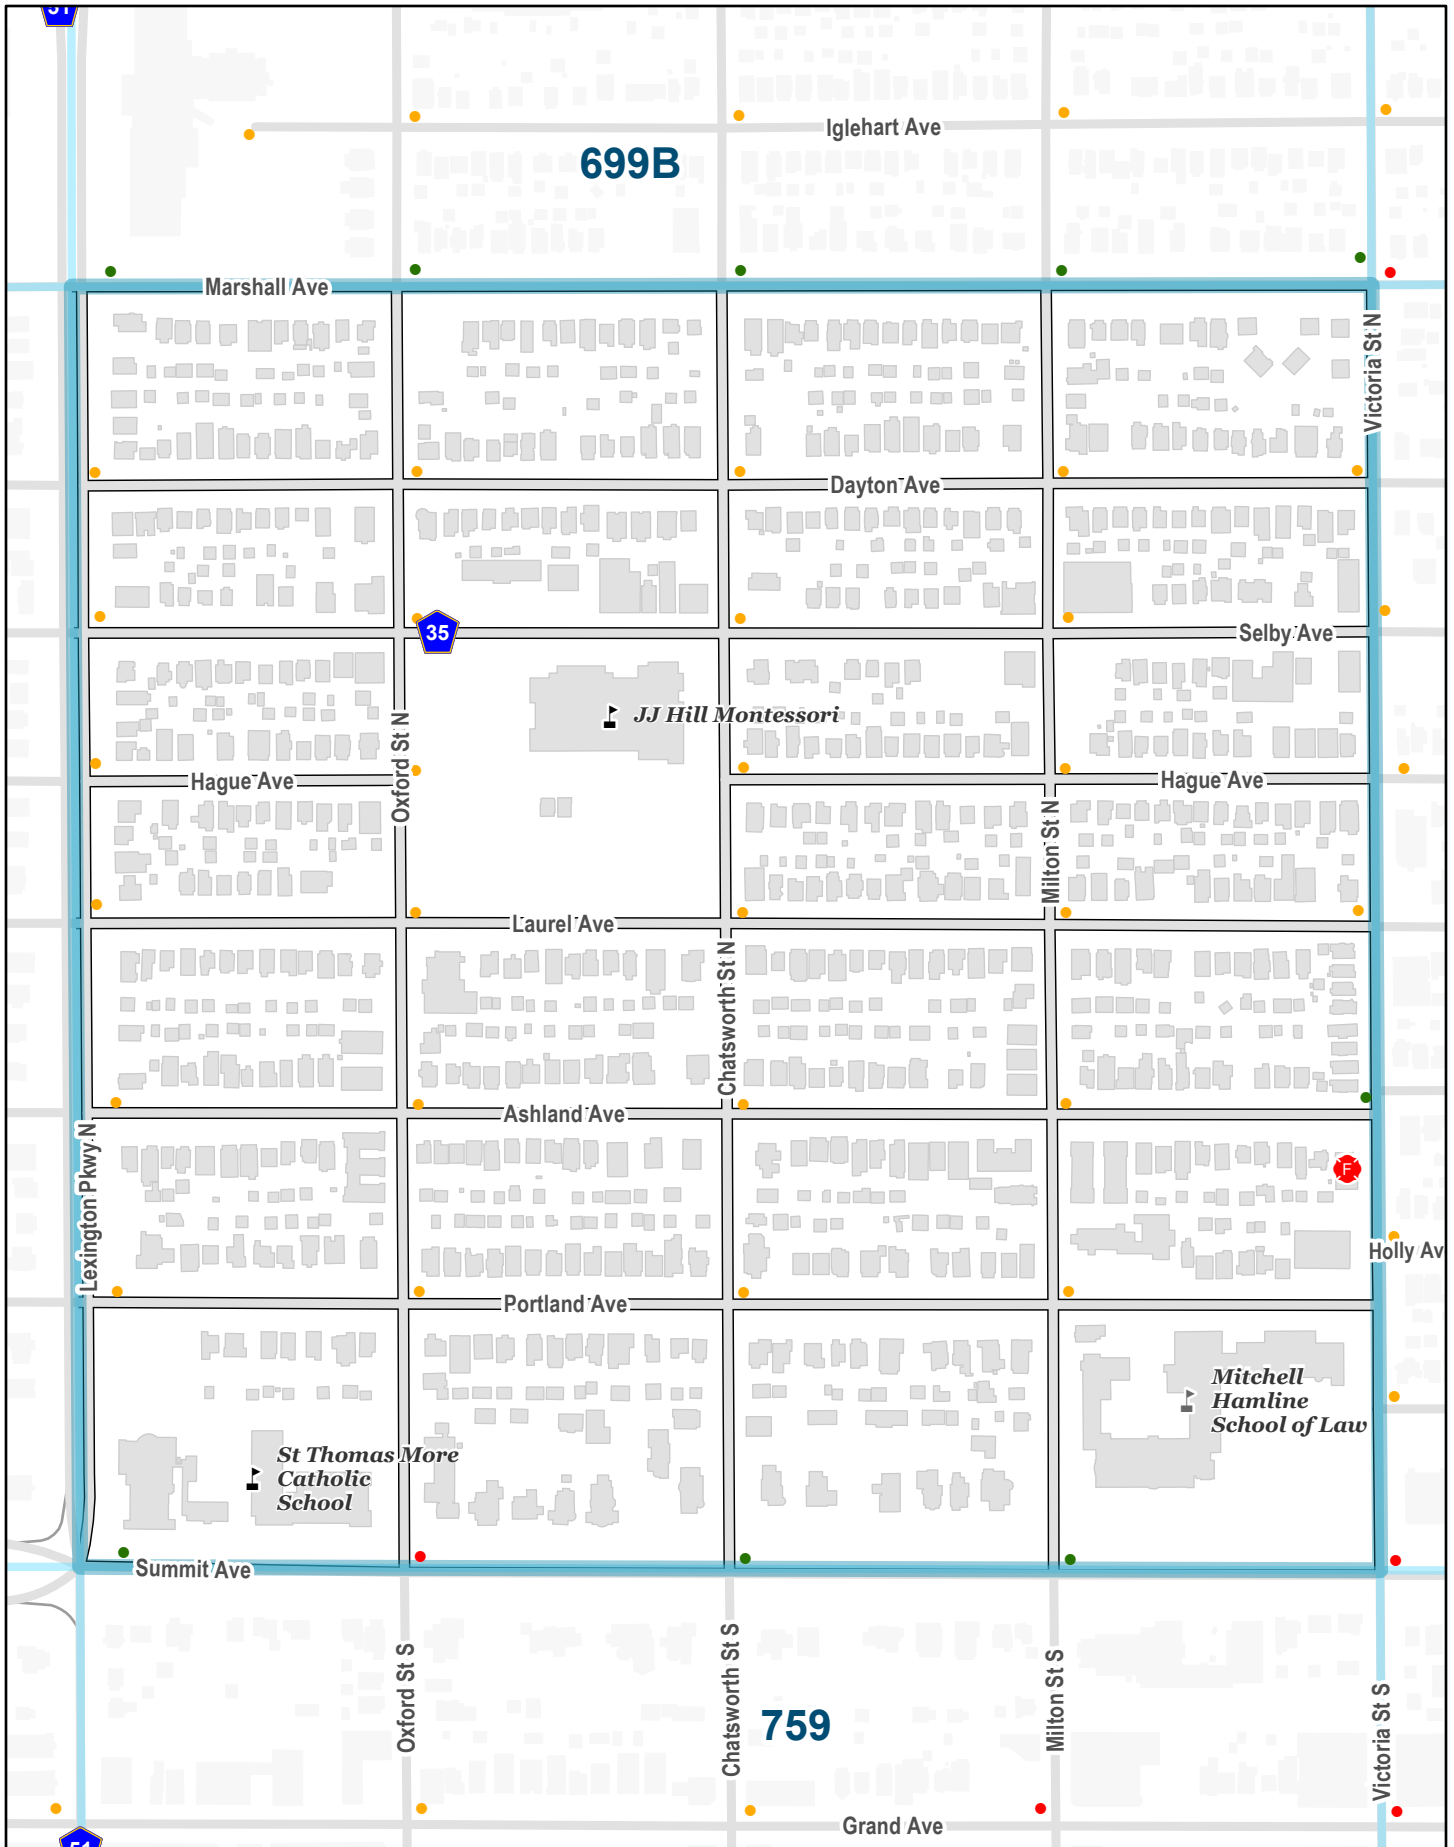 51
Iglehart Ave
699B
Marshall Ave
Victoria St N
Dayton Ave
35
Selby Ave
JJ Hill Montessori
Oxford St N
Hague Ave
Hague Ave
Milton St N
Laurel Ave
Chatsworth St N
Ashland Ave
Lexington Pkwy N
F
Holly Av
Portland Ave
Mitchell
Hamline
School of Law
St Thomas More
Catholic
School
Summit Ave
Oxford St S
Chatsworth St S
Milton St S
Victoria St S
759
Grand Ave
51